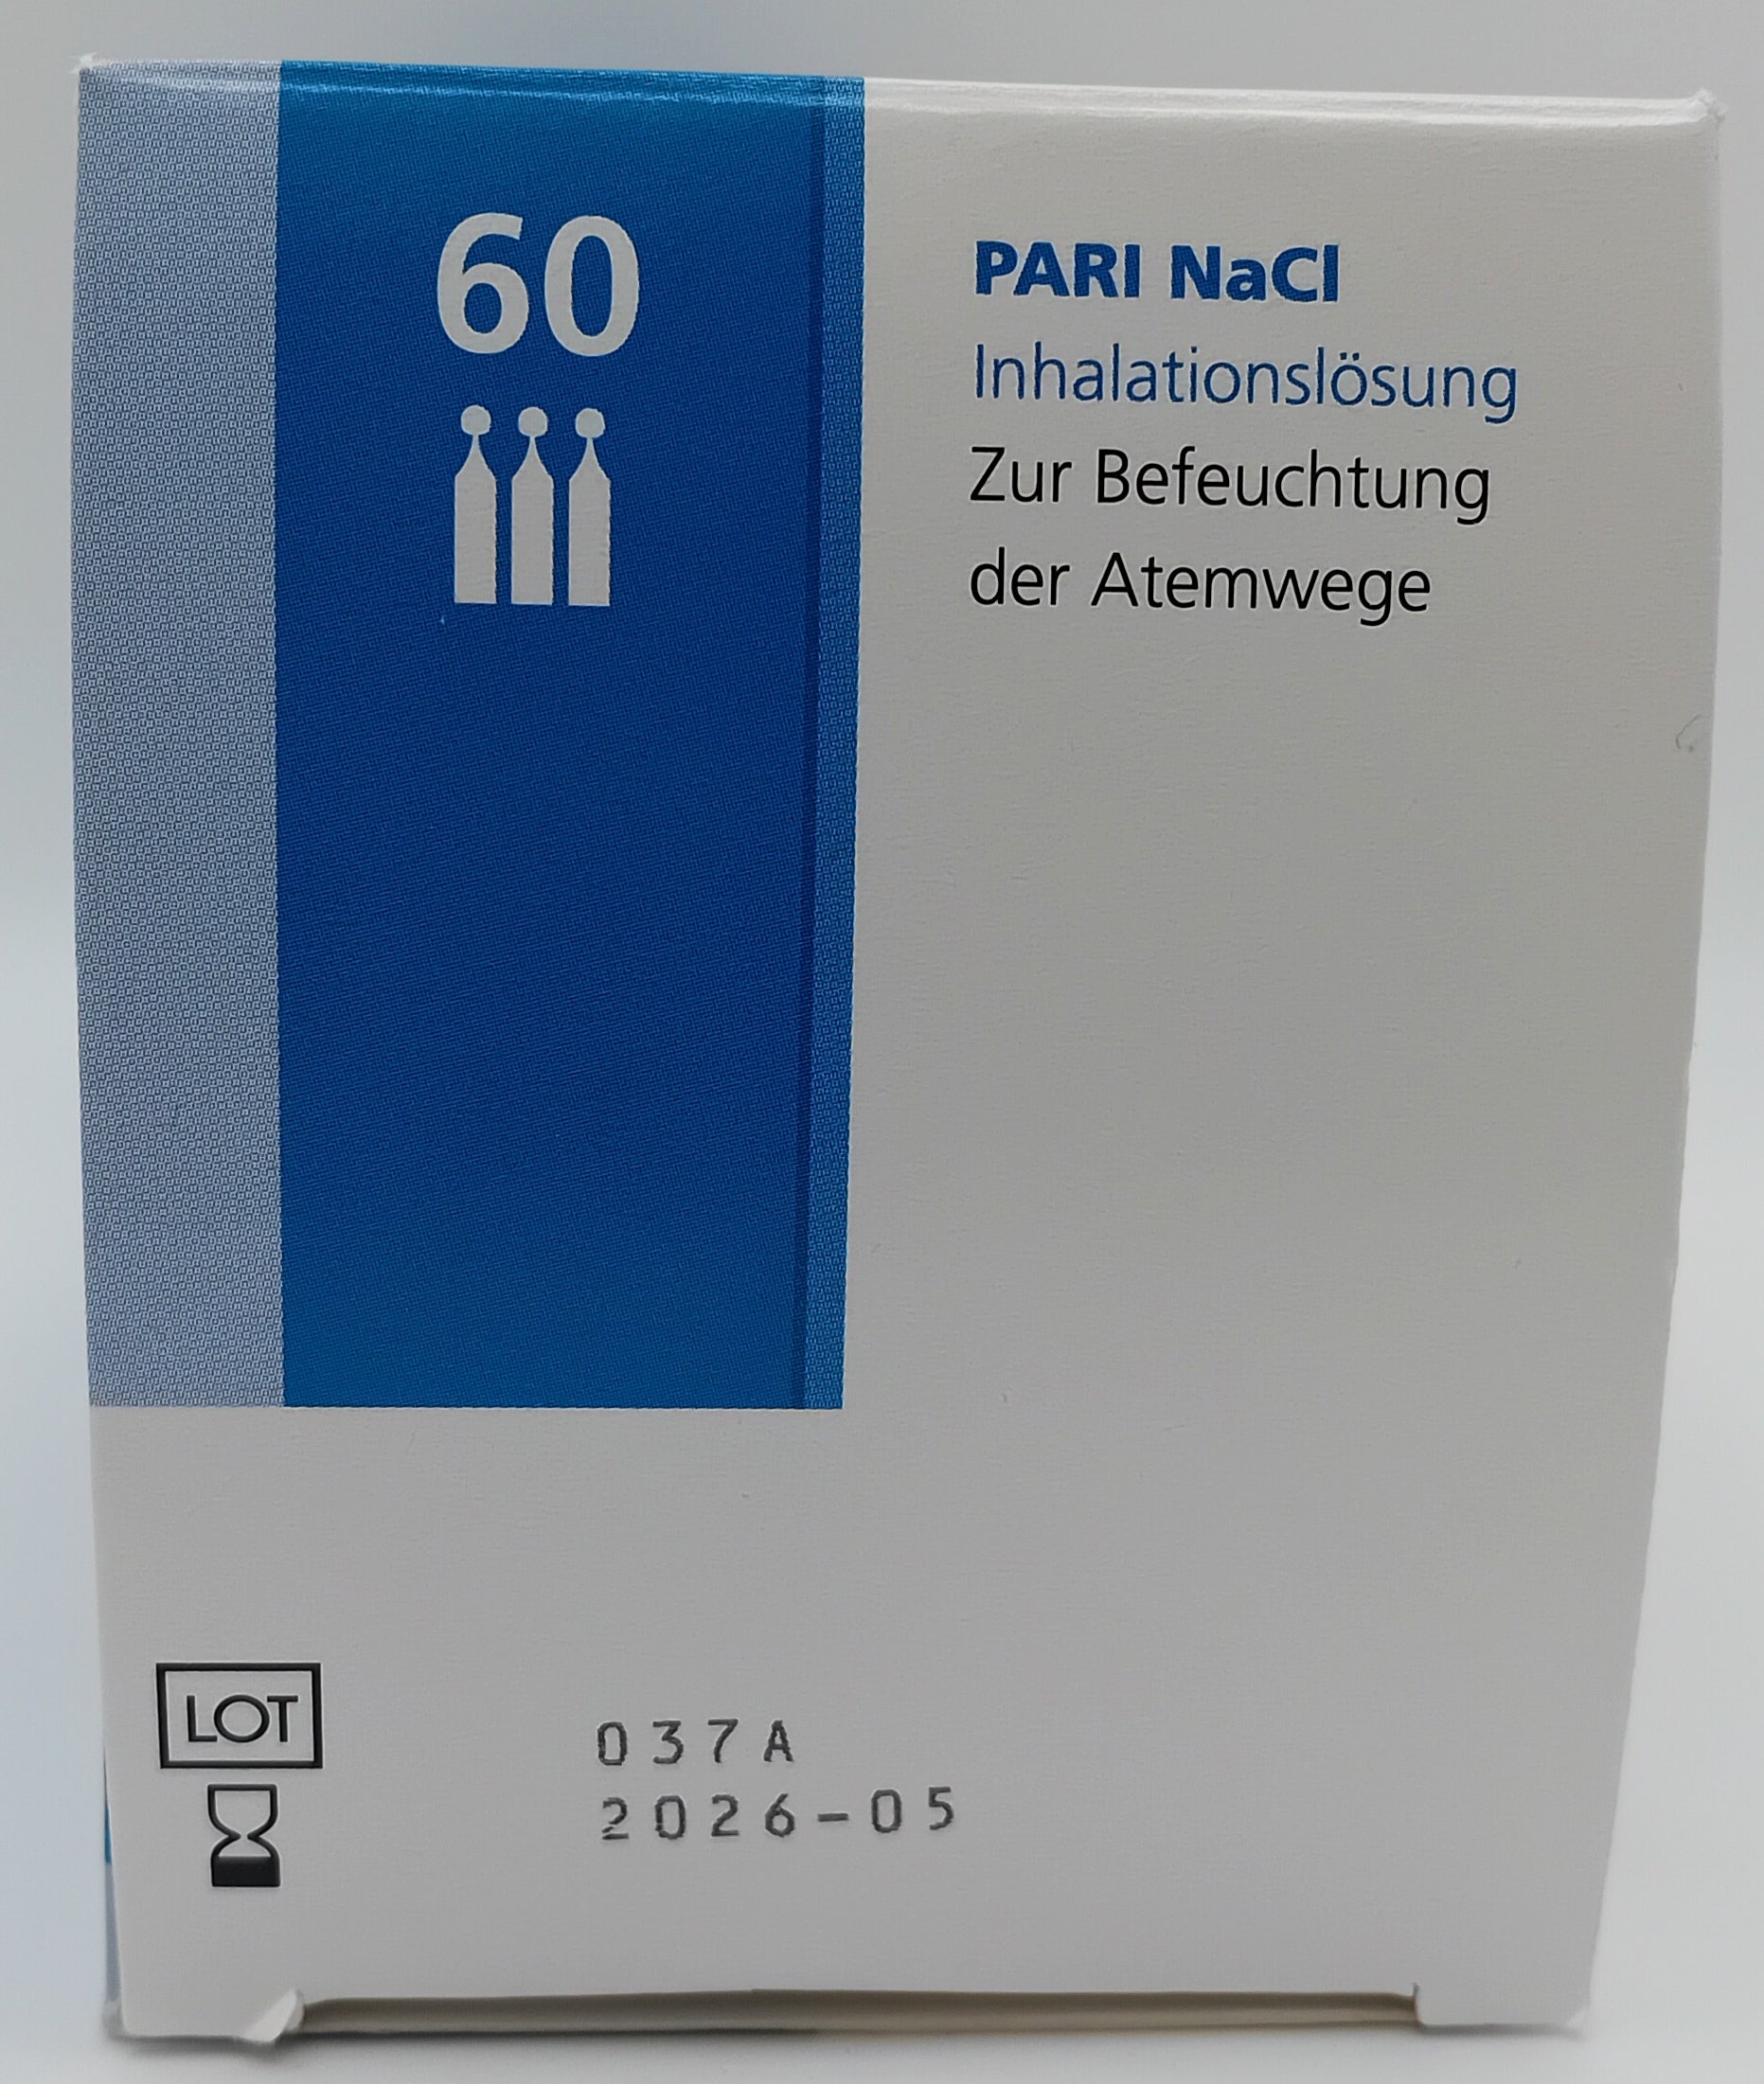 60
PARI NaCl
Inhalationslösung
Zur Befeuchtung
der Atemwege
LOT
037A
2026-05